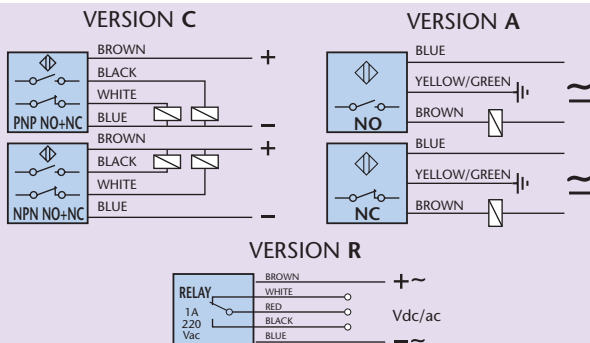 VERSION C
BROWN
+
BLACK
WHITE
PNP NO+NC
BLUE
−
BROWN
+
BLACK
WHITE
NPN NO+NC
BLUE
−
VERSION A
BLUE
YELLOW/GREEN
≃
BROWN
NO
BLUE
YELLOW/GREEN
≃
BROWN
NC
VERSION R
RELAY
1A
220
Vac
BROWN
+~
WHITE
RED
Vdc/ac
BLACK
BLUE
−~